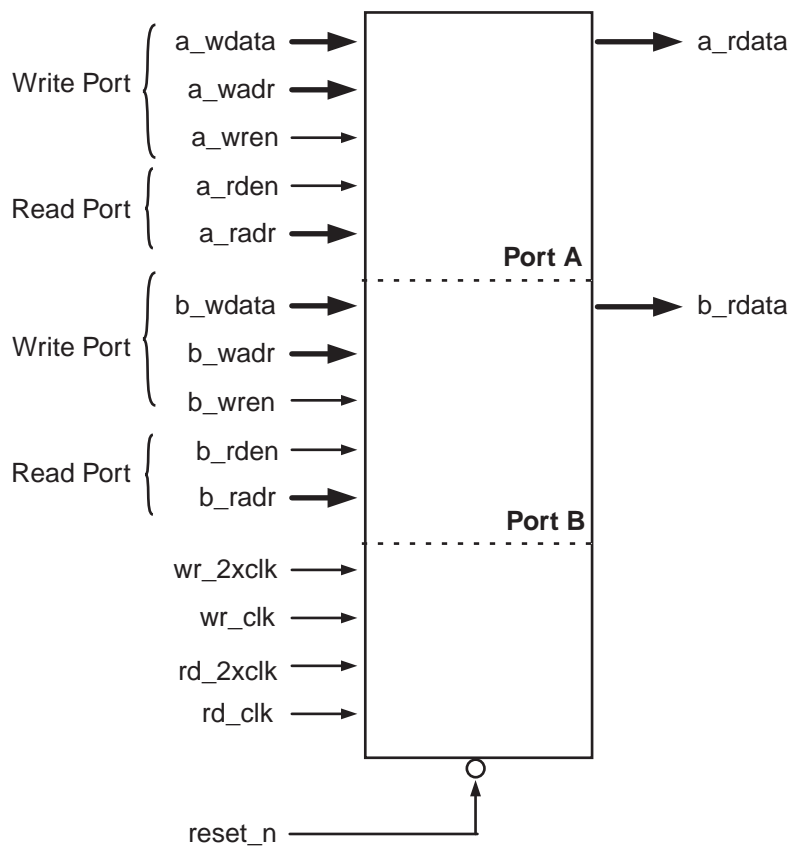 a_wdata
a_rdata
Write Port
a_wadr
a_wren
a_rden
Read Port
a_radr
Port A
b_wdata
b_rdata
Write Port
b_wadr
b_wren
b_rden
Read Port
b_radr
Port B
wr_2xclk
wr_clk
rd_2xclk
rd_clk
reset_n